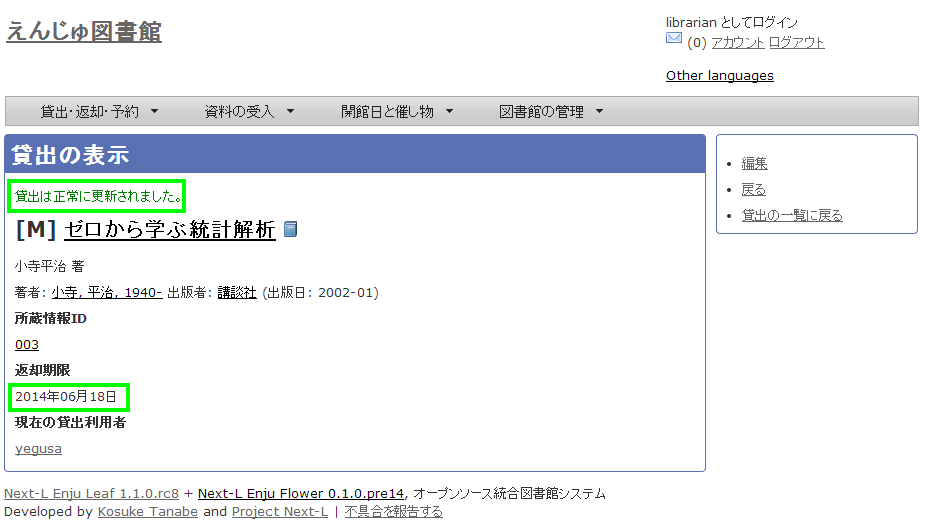 えんじゅ図書館
librarian としてログイン
(0) アカウント ログアウト
Other languages
貸出・返却・予約 資料の受入 開館日と催し物 図書館の管理
貸出の表示
貸出は正常に更新されました。
[M] ゼロから学ぶ統計解析
小寺平治 著
著者: 小寺, 平治, 1940- 出版者: 講談社 (出版日: 2002-01)
所蔵情報ID
003
返却期限
2014年06月18日
現在の貸出利用者
yegusa
編集
戻る
貸出の一覧に戻る
Next-L Enju Leaf 1.1.0.rc8 + Next-L Enju Flower 0.1.0.pre14, オープンソース統合図書館システム
Developed by Kosuke Tanabe and Project Next-L | 不具合を報告する